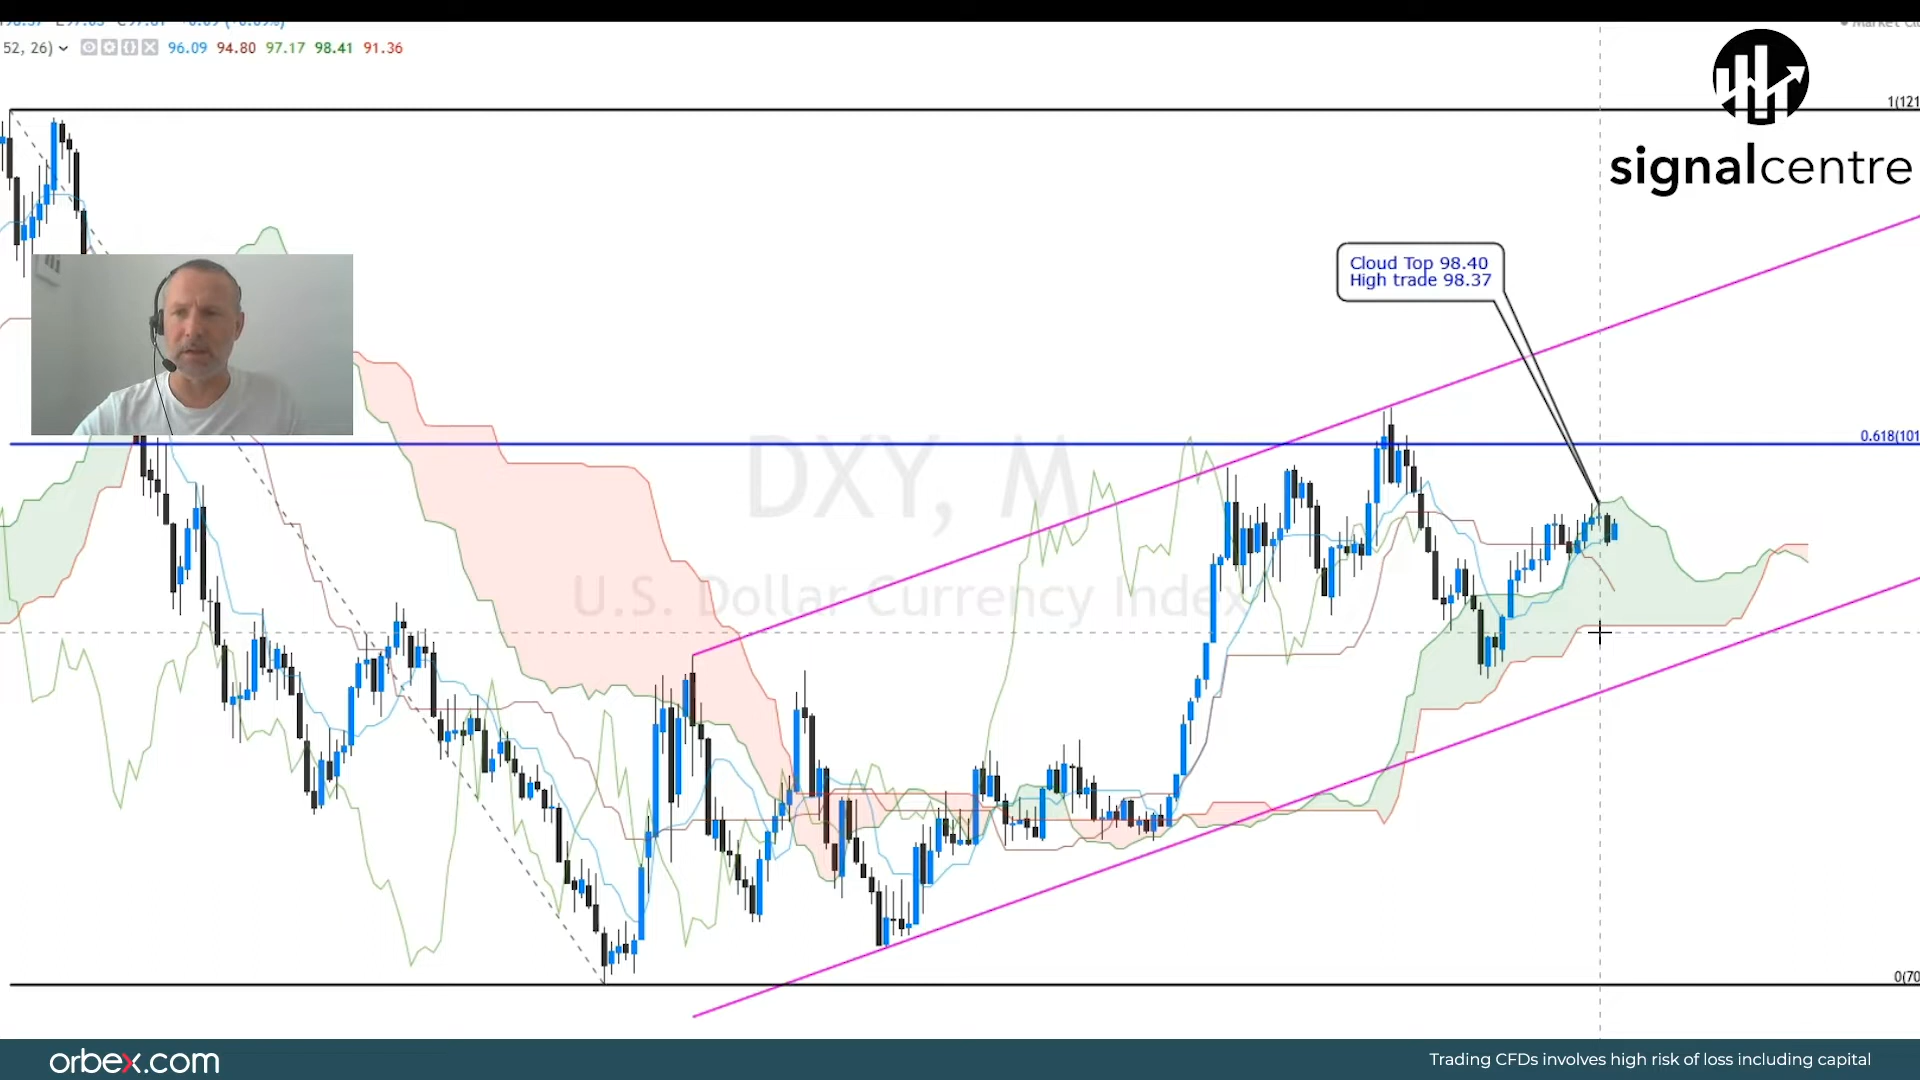 52, 26) 96.09 94.80 97.17 98.41 91.36
1(121
signalcentre
Cloud Top 98.40
High trade 98.37
0.618(101
DXY, M
U.S. Dollar Currency Index
0(70
orbex.com
Trading CFDs involves high risk of loss including capital